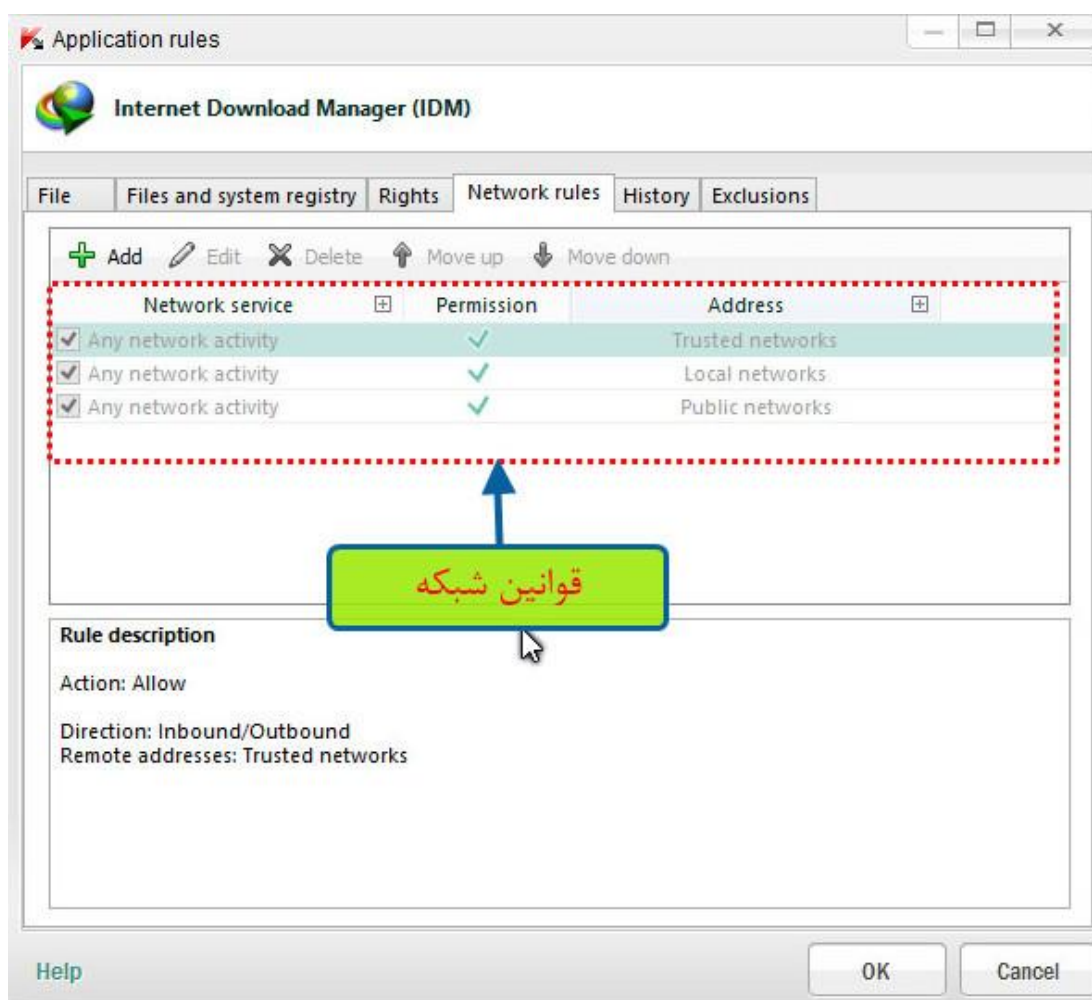 Application rules
Internet Download Manager (IDM)
File Files and system registry Rights Network rules History Exclusions
Add Edit Delete Move up Move down
Network service Permission Address
Any network activity Trusted networks
Any network activity Local networks
Any network activity Public networks
قوانین شبکه
Rule description
Action: Allow
Direction: Inbound/Outbound
Remote addresses: Trusted networks
Help OK Cancel